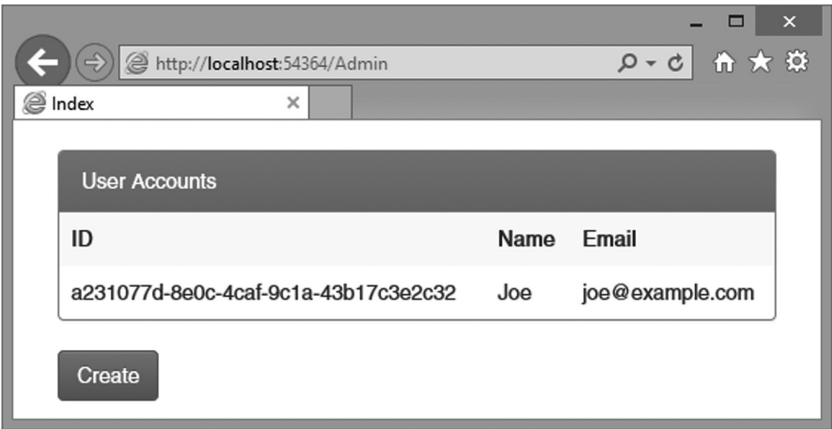 http://localhost:54364/Admin
Index
User Accounts
ID Name Email
a231077d-8e0c-4caf-9c1a-43b17c3e2c32 Joe joe@example.com
Create